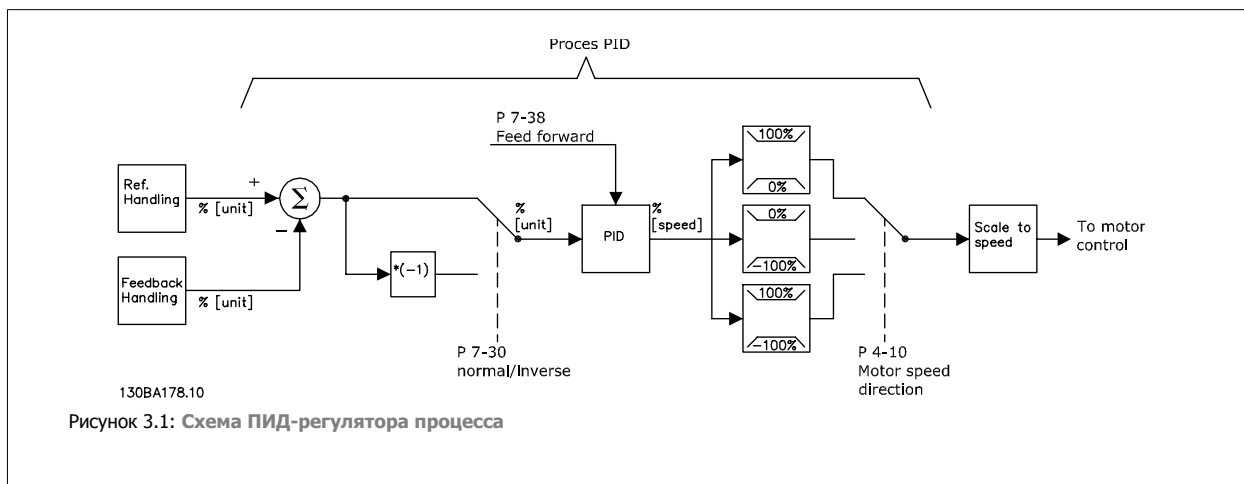 Proces PID
P 7-38
Feed forward
Ref.
Handling
+
% [unit]
Σ
−
Feedback
Handling
% [unit]
*(-1)
P 7-30
normal/Inverse
%
[unit]
PID
%
[speed]
100%
0%
0%
-100%
100%
-100%
P 4-10
Motor speed
direction
Scale to
speed
To motor
control
130BA178.10
Рисунок 3.1: Схема ПИД-регулятора процесса